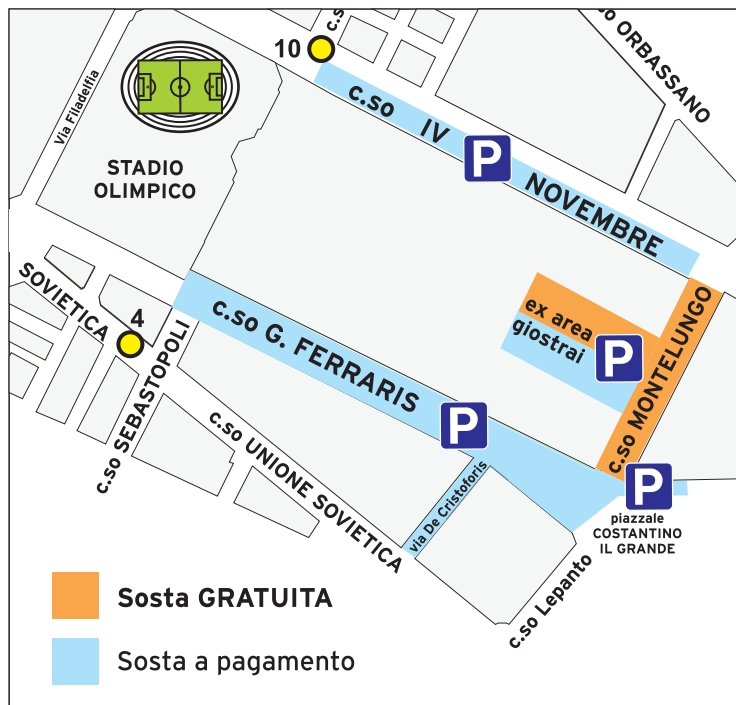 10
c.s
so ORBASSANO
Via Filadelfia
c.so IV P NOVEMBRE
STADIO
OLIMPICO
SOVIETICA
4
c.so SEBASTOPOLI
c.so G. FERRARIS
P
ex area
giostrai
P
c.so MONTELUNGO
c.so UNIONE SOVIETICA
via De Cristoforis
P
piazzale
COSTANTINO
IL GRANDE
c.so Lepanto
Sosta GRATUITA
Sosta a pagamento